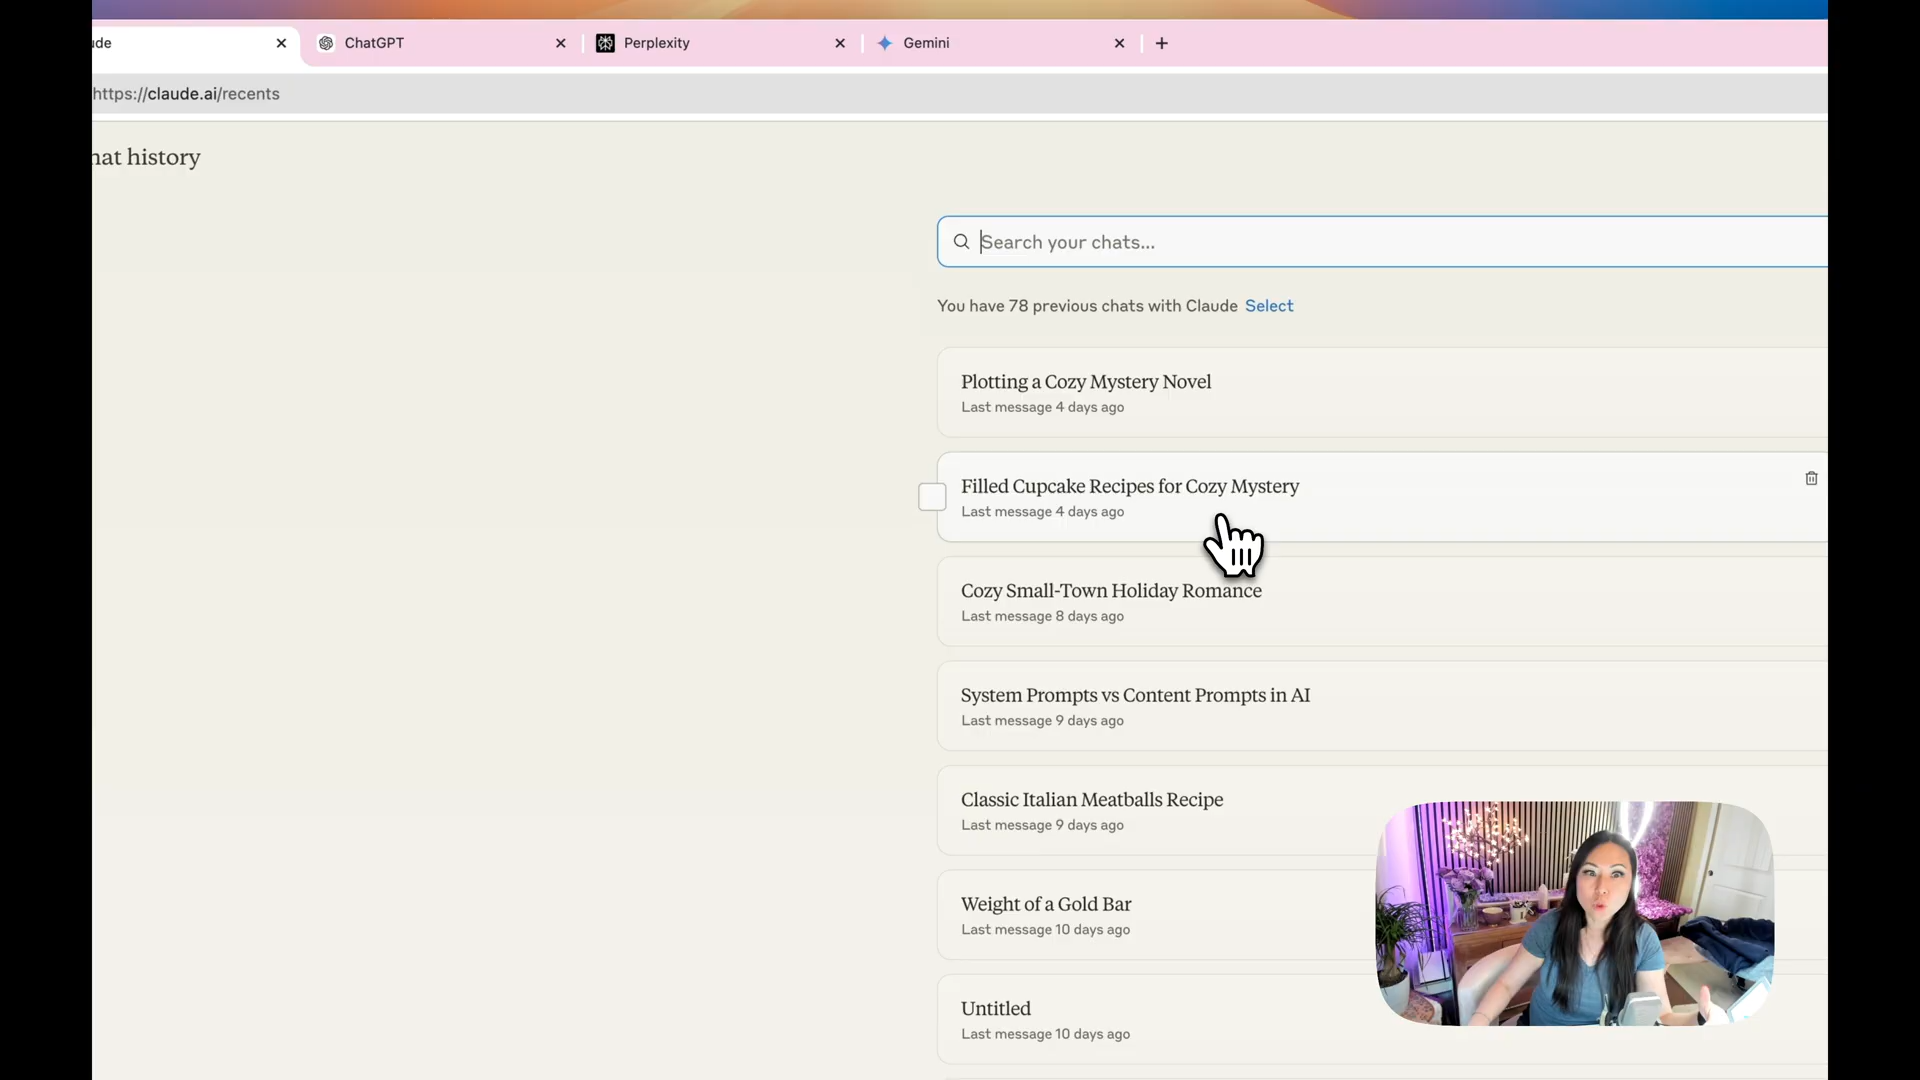 ude
ChatGPT
Perplexity
Gemini
https://claude.ai/recents
hat history
Search your chats...
You have 78 previous chats with Claude Select
Plotting a Cozy Mystery Novel
Last message 4 days ago
Filled Cupcake Recipes for Cozy Mystery
Last message 4 days ago
Cozy Small-Town Holiday Romance
Last message 8 days ago
System Prompts vs Content Prompts in AI
Last message 9 days ago
Classic Italian Meatballs Recipe
Last message 9 days ago
Weight of a Gold Bar
Last message 10 days ago
Untitled
Last message 10 days ago